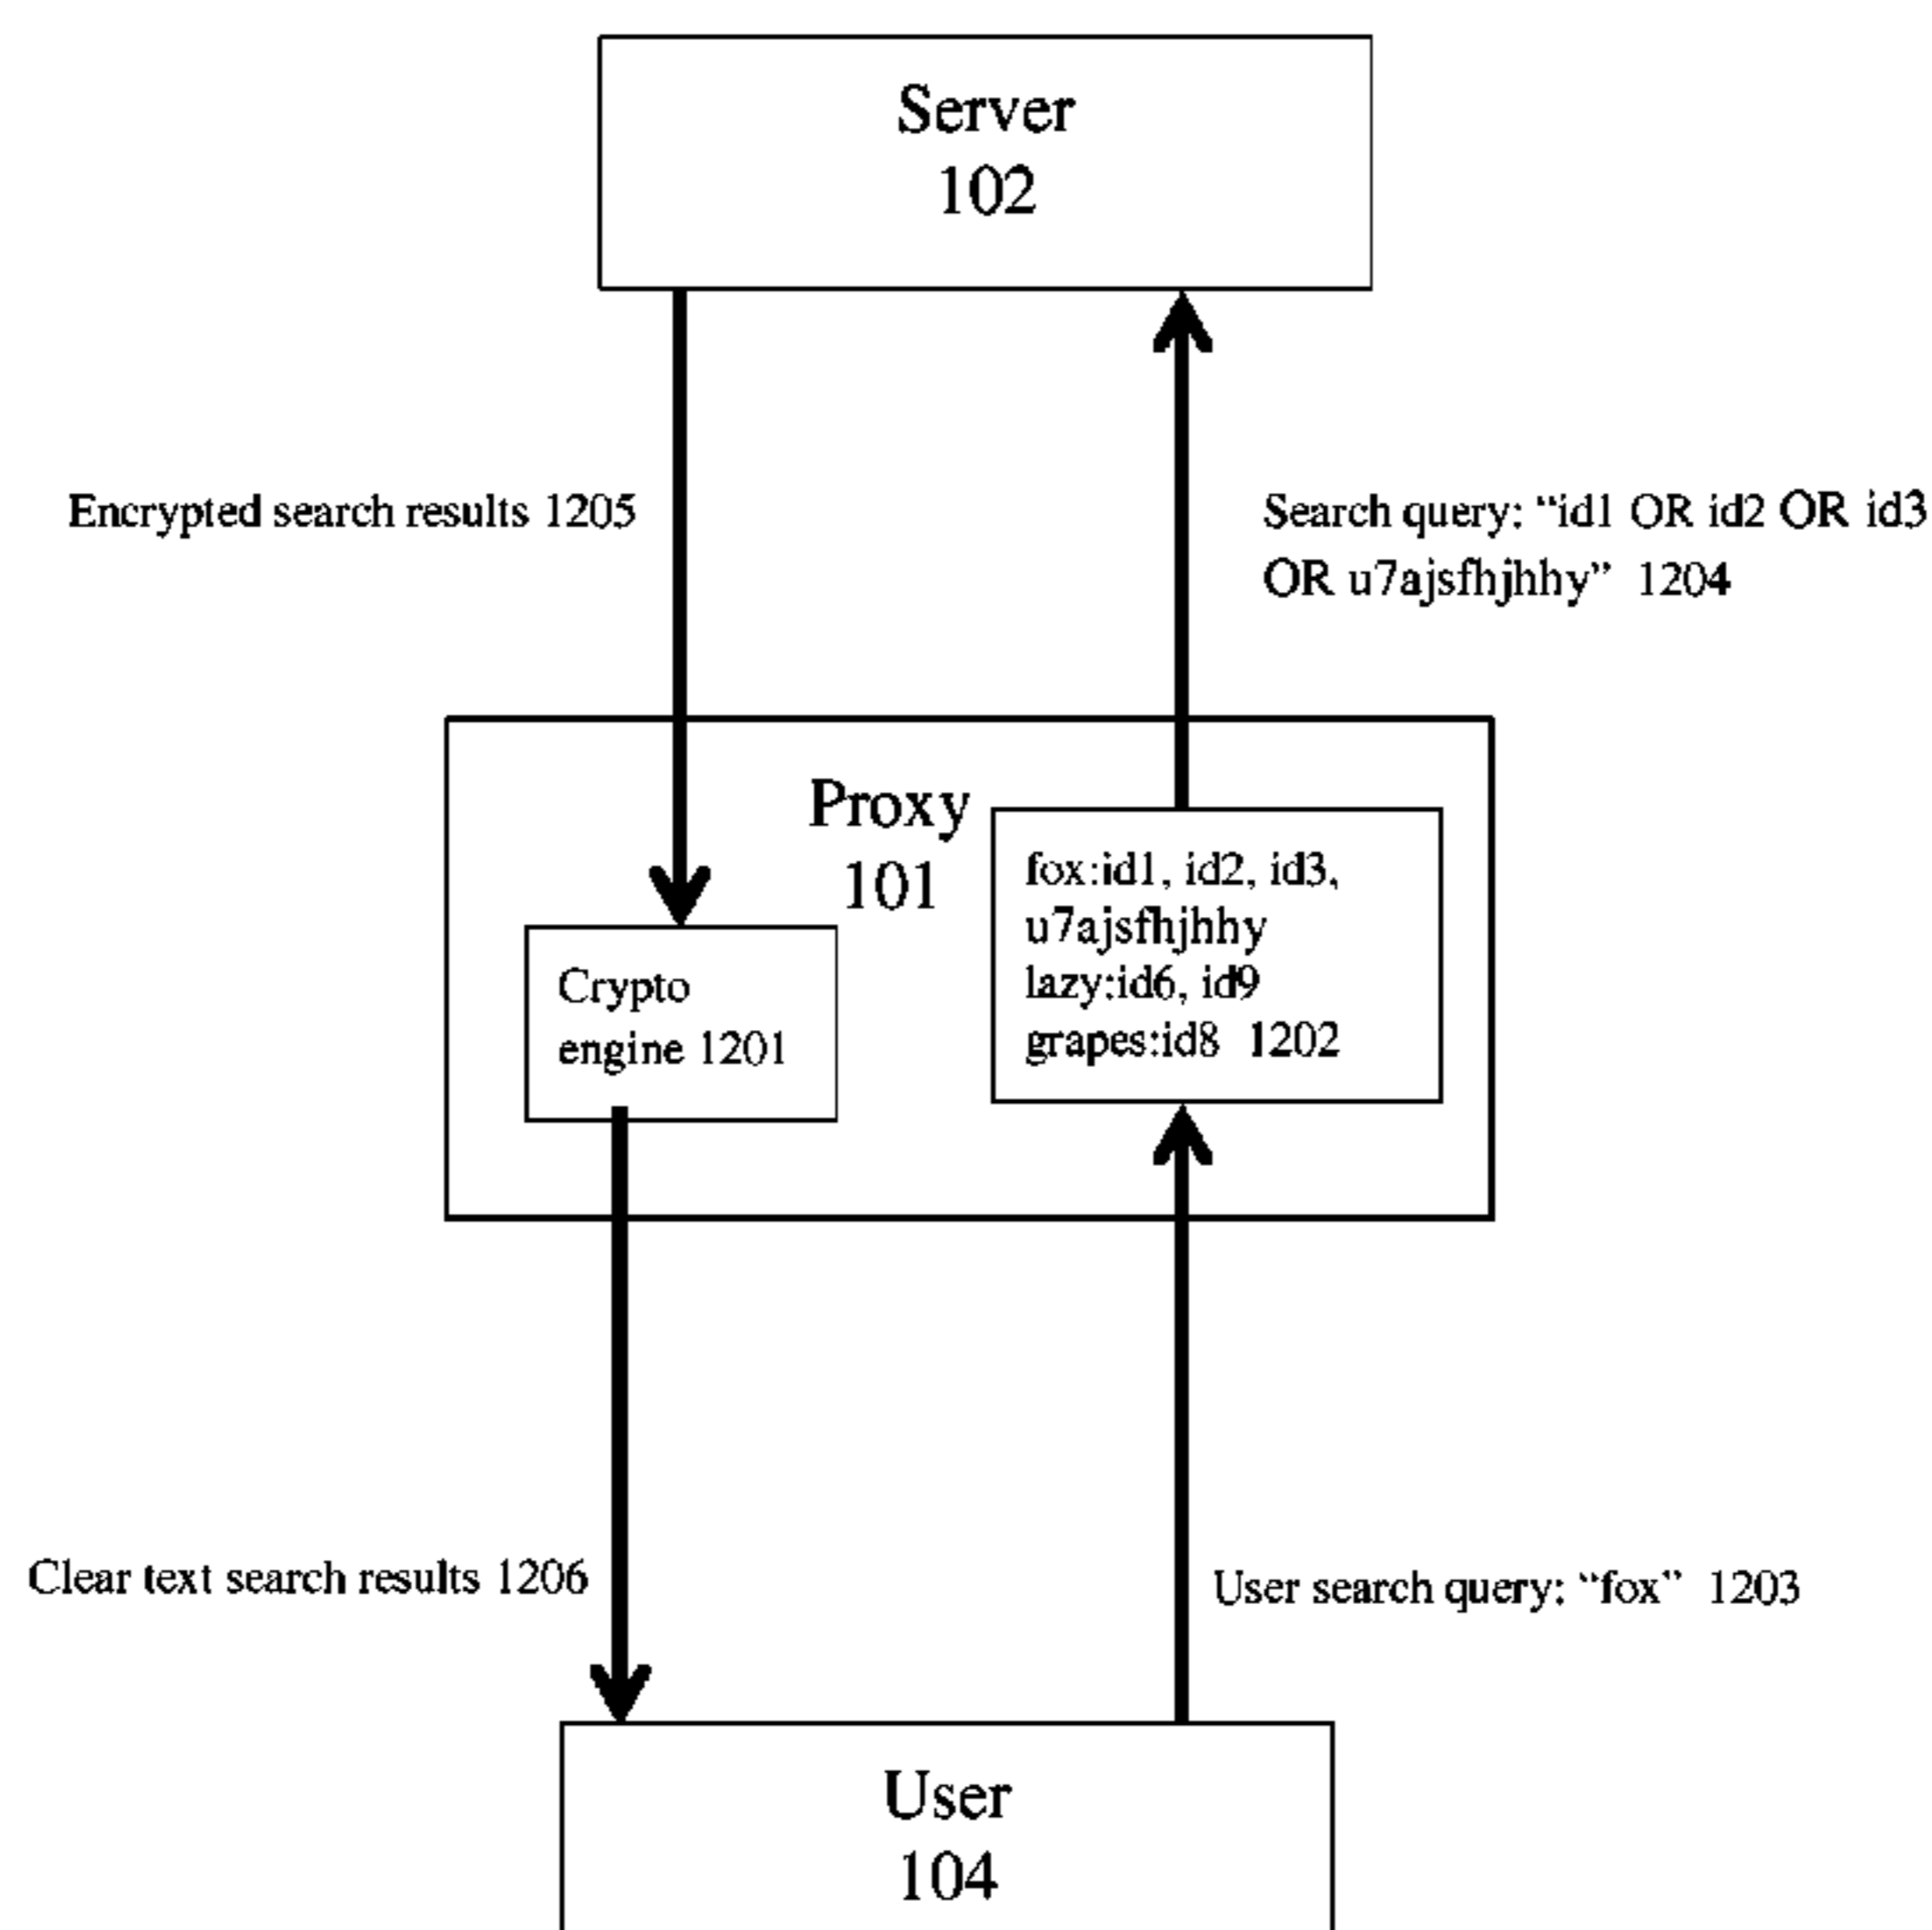 Server
102
Encrypted search results 1205
Search query: “id1 OR id2 OR id3
OR u7ajsfhjhhy” 1204
Proxy
101
fox:id1, id2, id3,
u7ajsfhjhhy
lazy:id6, id9
grapes:id8 1202
Crypto
engine 1201
Clear text search results 1206
User search query: “fox” 1203
User
104